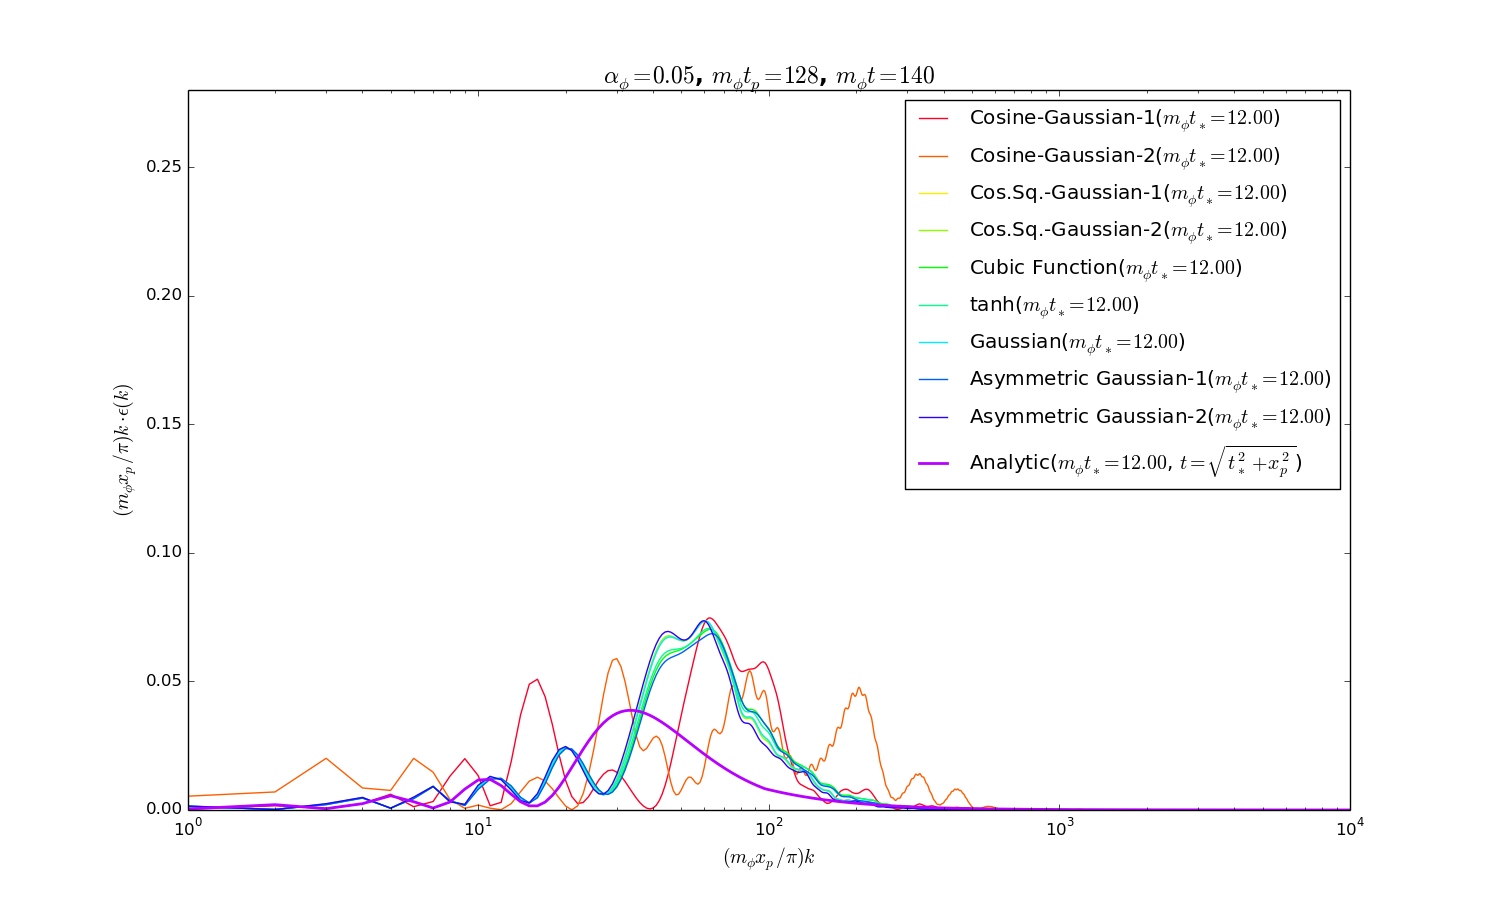 α_ϕ=0.05, m_ϕt_p=128, m_ϕt=140
Cosine-Gaussian-1(m_ϕt_*=12.00)
Cosine-Gaussian-2(m_ϕt_*=12.00)
Cos.Sq.-Gaussian-1(m_ϕt_*=12.00)
Cos.Sq.-Gaussian-2(m_ϕt_*=12.00)
Cubic Function(m_ϕt_*=12.00)
tanh(m_ϕt_*=12.00)
Gaussian(m_ϕt_*=12.00)
Asymmetric Gaussian-1(m_ϕt_*=12.00)
Asymmetric Gaussian-2(m_ϕt_*=12.00)
Analytic(m_ϕt_*=12.00, t=√(t_*^2+x_p^2))
0.25
0.20
0.15
0.10
0.05
0.00
(m_ϕx_p/π)k·ϵ(k)
10^0
10^1
10^2
10^3
10^4
(m_ϕx_p/π)k